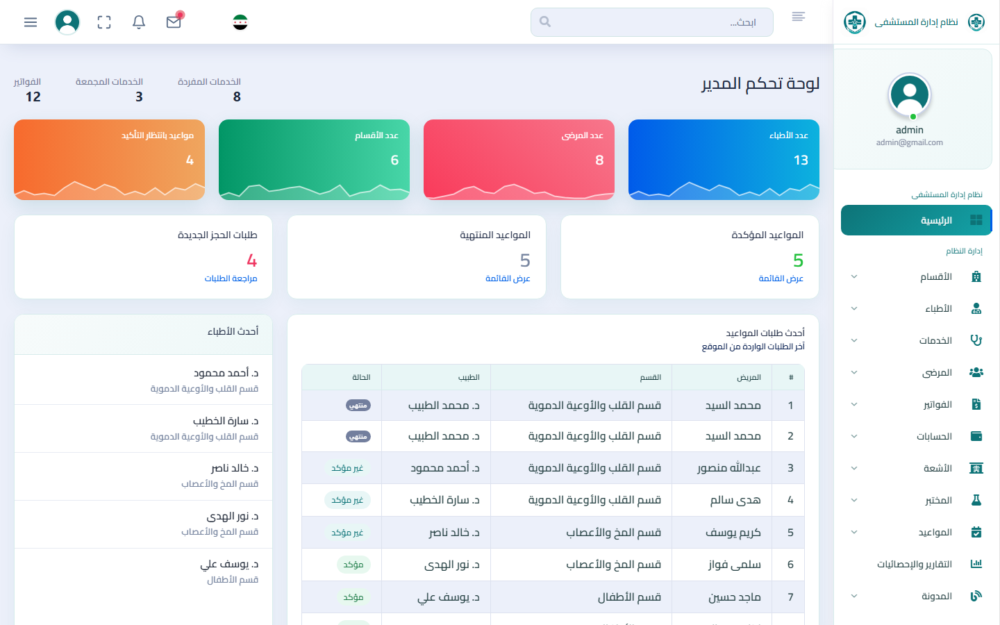 نظام إدارة المستشفى
ابحث...
admin
admin@gmail.com
نظام إدارة المستشفى
الرئيسية
إدارة النظام
الأقسام
الأطباء
الخدمات
المرضى
الفواتير
الحسابات
الأشعة
المختبر
المواعيد
التقارير والإحصائيات
المدونة
لوحة تحكم المدير
الخدمات المفردة
8
الخدمات المجمعة
3
الفواتير
12
عدد الأطباء
13
عدد المرضى
8
عدد الأقسام
6
مواعيد بانتظار التأكيد
4
المواعيد المؤكدة
5
عرض القائمة
المواعيد المنتهية
5
عرض القائمة
طلبات الحجز الجديدة
4
مراجعة الطلبات
أحدث طلبات المواعيد
آخر الطلبات الواردة من الموقع
# المريض القسم الطبيب الحالة
1 محمد السيد قسم القلب والأوعية الدموية د. محمد الطبيب منتهي
2 محمد السيد قسم القلب والأوعية الدموية د. محمد الطبيب منتهي
3 عبدالله منصور قسم القلب والأوعية الدموية د. أحمد محمود غير مؤكد
4 هدى سالم قسم القلب والأوعية الدموية د. سارة الخطيب غير مؤكد
5 كريم يوسف قسم المخ والأعصاب د. خالد ناصر غير مؤكد
6 سلمى فواز قسم المخ والأعصاب د. نور الهدى مؤكد
7 ماجد حسين قسم الأطفال د. يوسف علي مؤكد
أحدث الأطباء
د. أحمد محمود
قسم القلب والأوعية الدموية
د. سارة الخطيب
قسم القلب والأوعية الدموية
د. خالد ناصر
قسم المخ والأعصاب
د. نور الهدى
قسم المخ والأعصاب
د. يوسف علي
قسم الأطفال